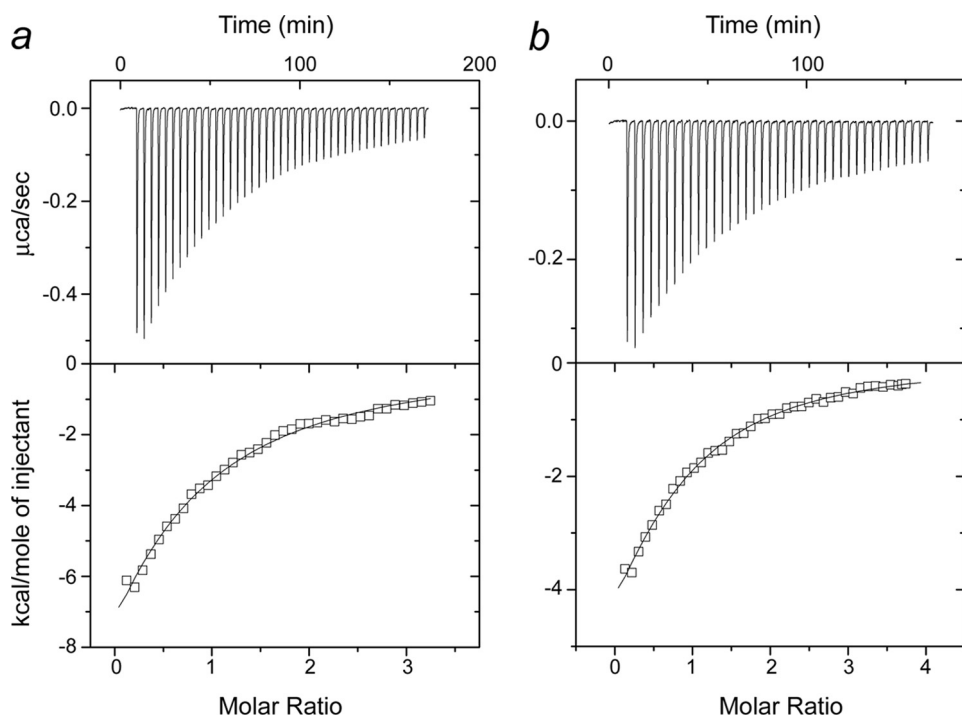 a
Time (min)
0 100 200
0.0
-0.2
-0.4
0
µca/sec
-2
-4
-6
-8
kcal/mole of injectant
0 1 2 3
Molar Ratio
b
Time (min)
0 100
0.0
-0.2
0
-2
-4
0 1 2 3 4
Molar Ratio